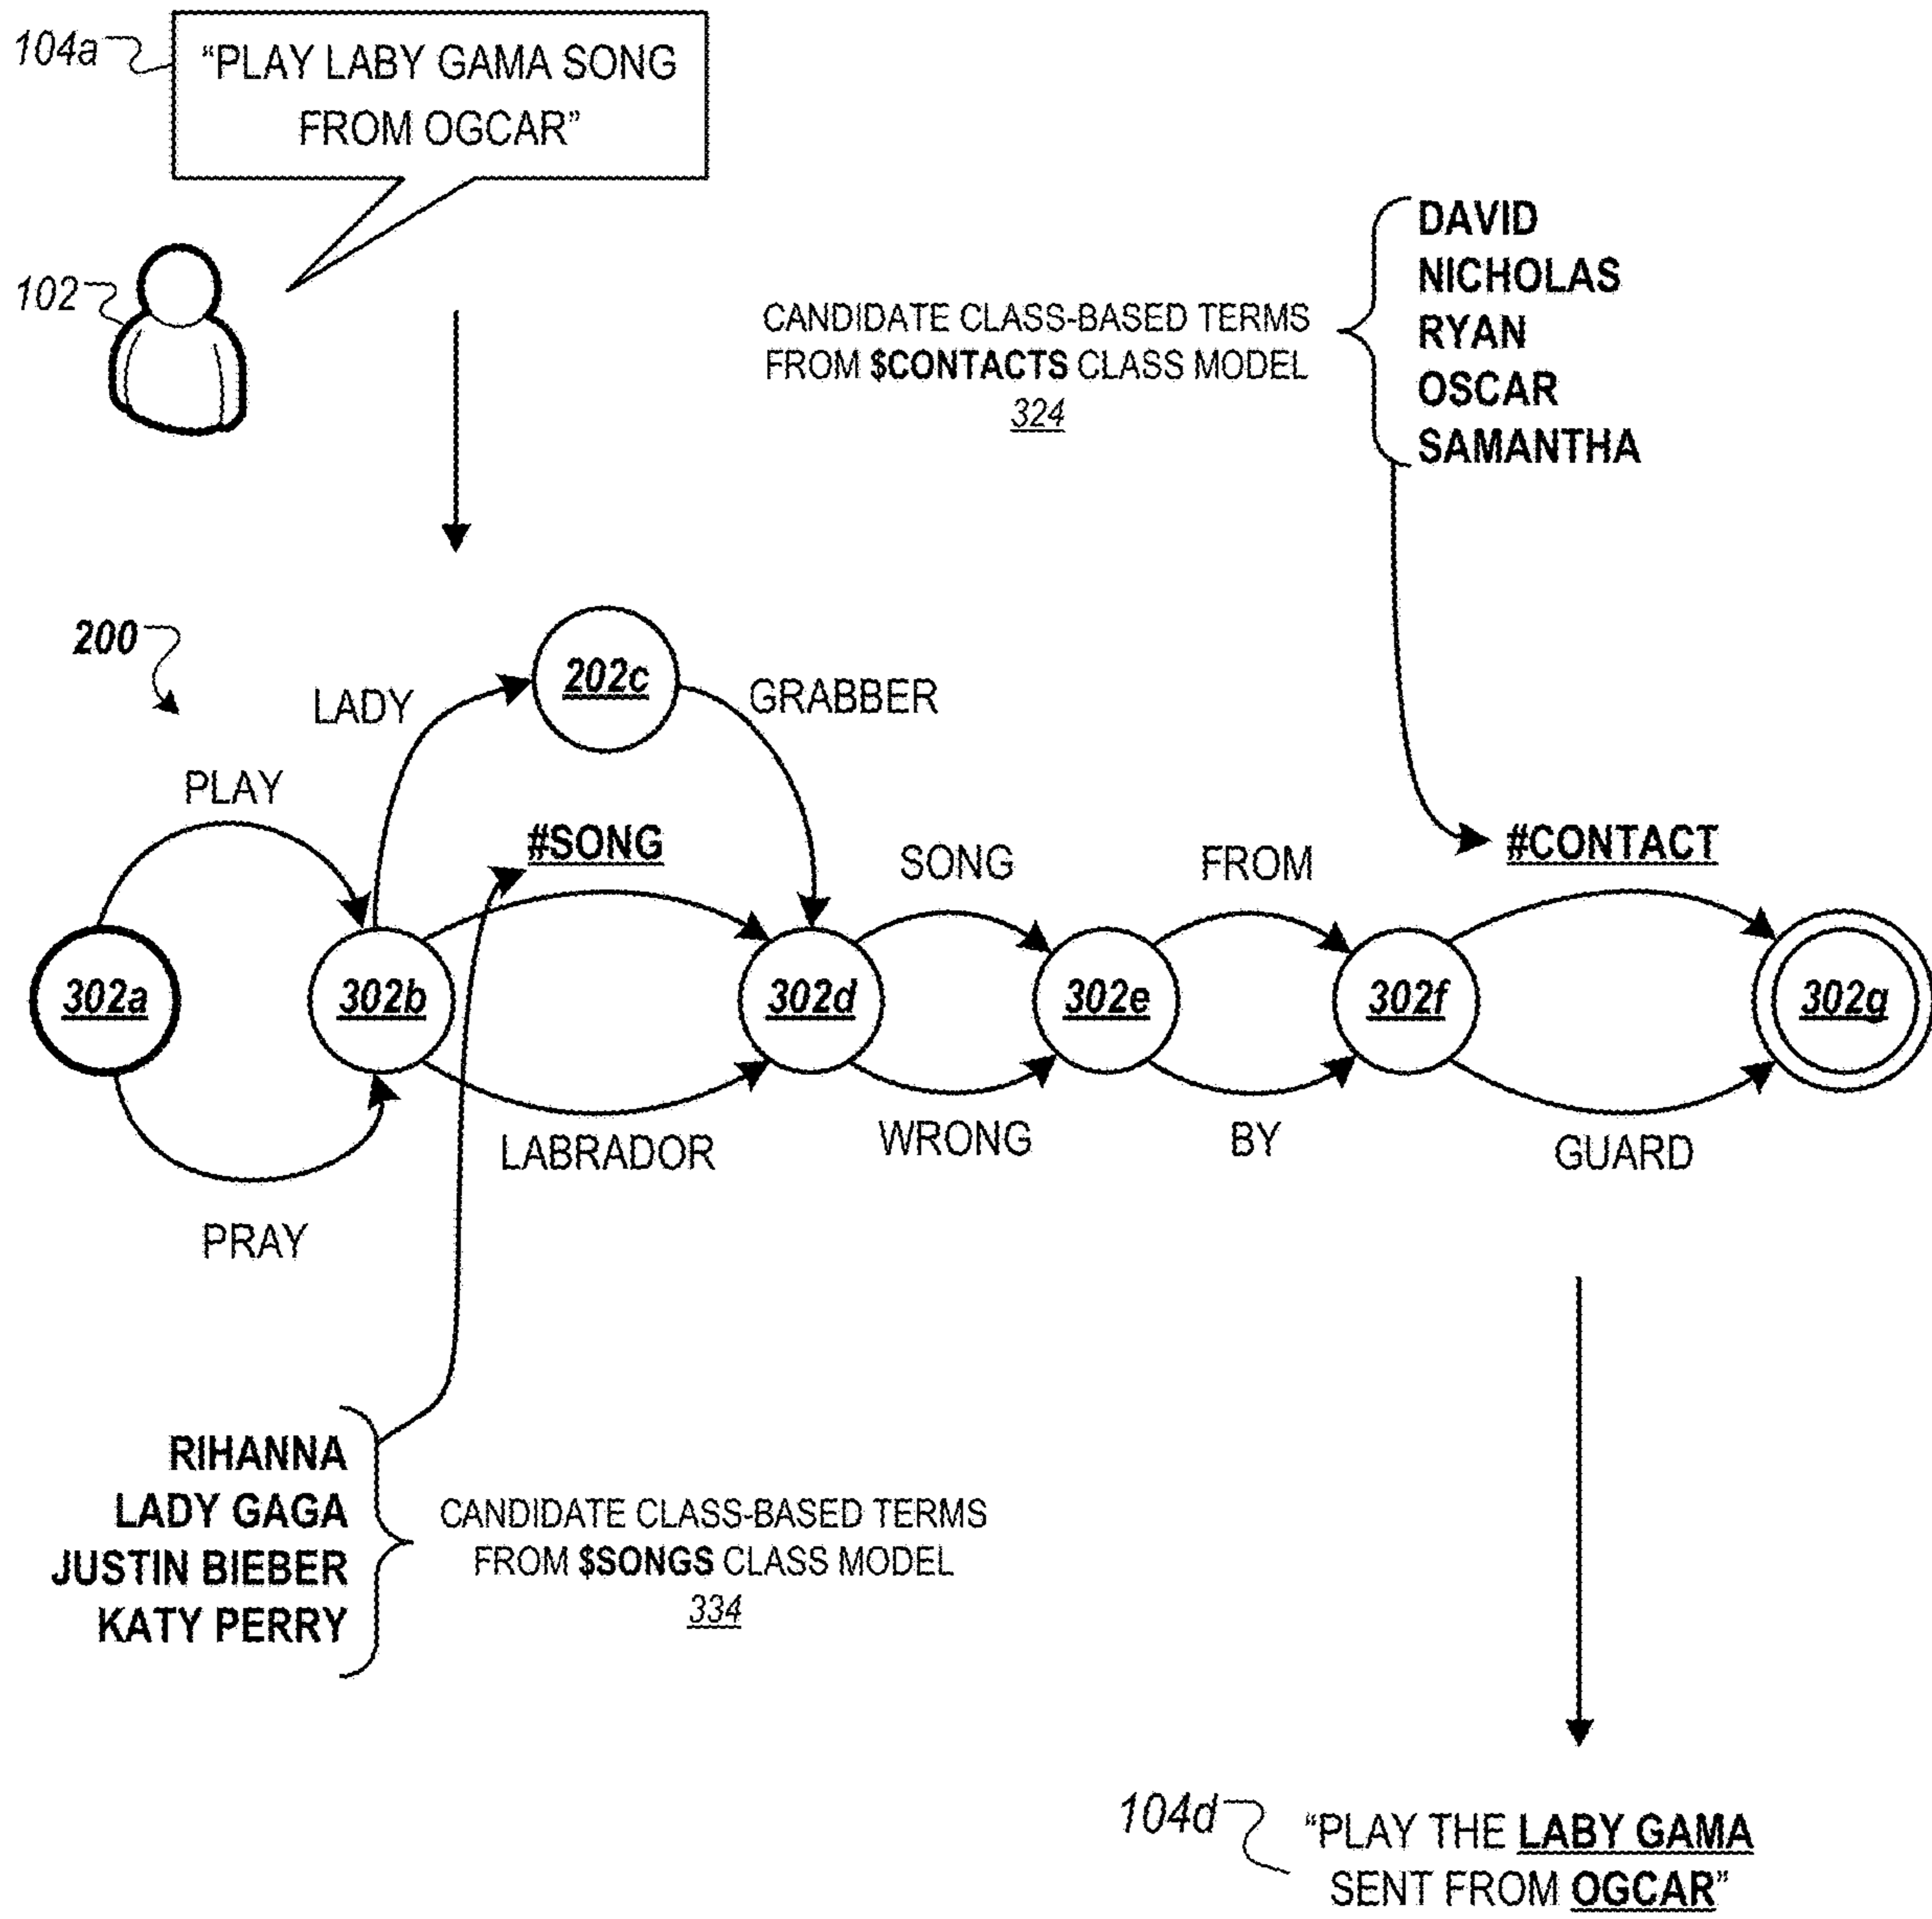 104a
“PLAY LABY GAMA SONG
FROM OGCAR”
102
CANDIDATE CLASS-BASED TERMS
FROM $CONTACTS CLASS MODEL
324
DAVID
NICHOLAS
RYAN
OSCAR
SAMANTHA
200
LADY
202c
GRABBER
PLAY
#SONG
SONG
FROM
#CONTACT
302a
302b
302d
302e
302f
302g
LABRADOR
WRONG
BY
GUARD
PRAY
RIHANNA
LADY GAGA
JUSTIN BIEBER
KATY PERRY
CANDIDATE CLASS-BASED TERMS
FROM $SONGS CLASS MODEL
334
104d
“PLAY THE LABY GAMA
SENT FROM OGCAR”